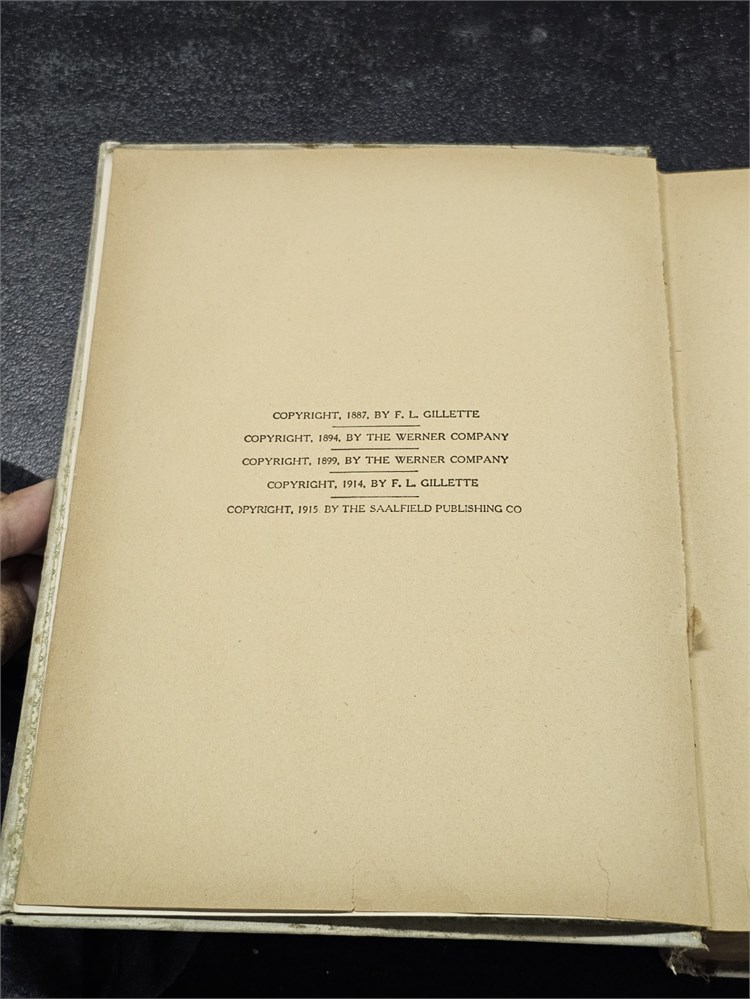 COPYRIGHT, 1887, BY F. L. GILLETTE
COPYRIGHT, 1894, BY THE WERNER COMPANY
COPYRIGHT, 1899, BY THE WERNER COMPANY
COPYRIGHT, 1914, BY F. L. GILLETTE
COPYRIGHT, 1915 BY THE SAALFIELD PUBLISHING CO